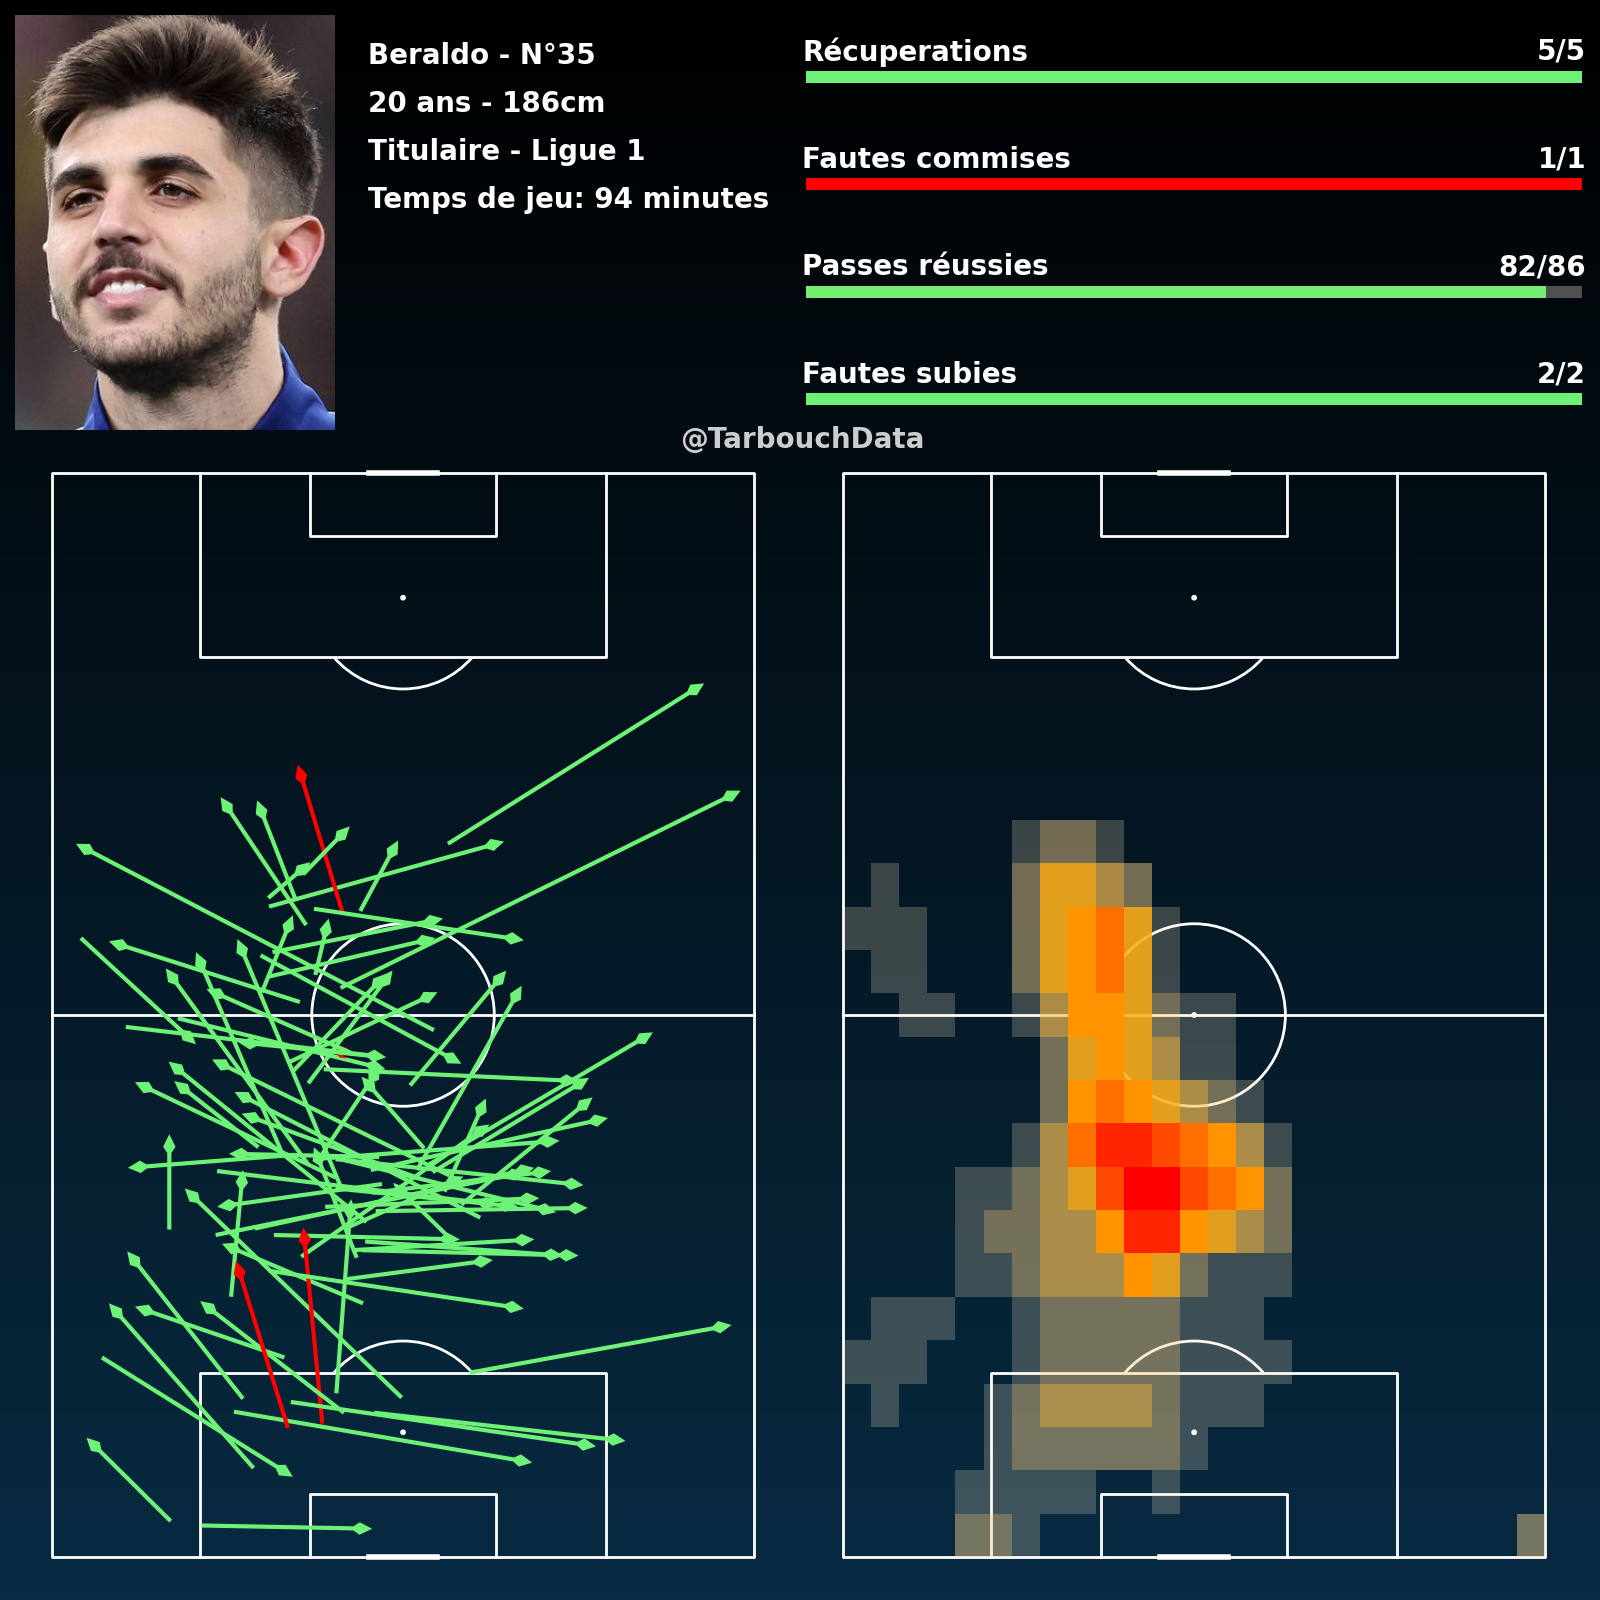 Beraldo - N°35
20 ans - 186cm
Titulaire - Ligue 1
Temps de jeu: 94 minutes
Récuperations 5/5
Fautes commises 1/1
Passes réussies 82/86
Fautes subies 2/2
@TarbouchData